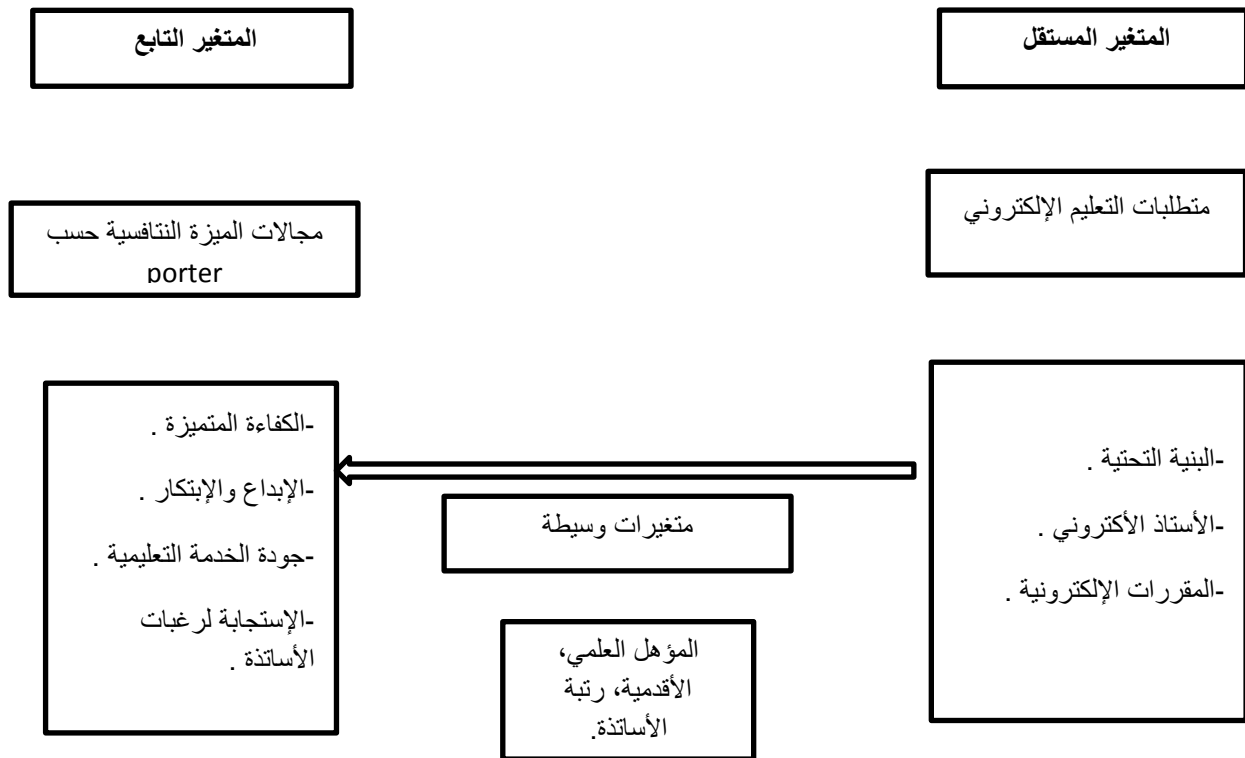 المتغير المستقل
المتغير التابع
متطلبات التعليم الإلكتروني
مجالات الميزة التنافسية حسب
porter
-البنية التحتية .
-الأستاذ الأكتروني .
-المقررات الإلكترونية .
-الكفاءة المتميزة .
-الإبداع والإبتكار .
-جودة الخدمة التعليمية .
-الإستجابة لرغبات
الأساتذة .
متغيرات وسيطة
المؤهل العلمي،
الأقدمية، رتبة
الأساتذة.